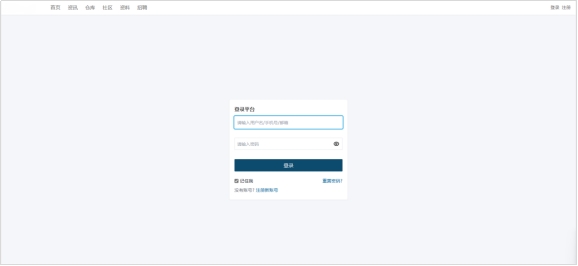 首页 资讯 仓库 社区 资料 招聘
登录 注册
登录平台
请输入用户名/手机号/邮箱
请输入密码
登录
记住我
重置密码?
没有账号? 注册新账号